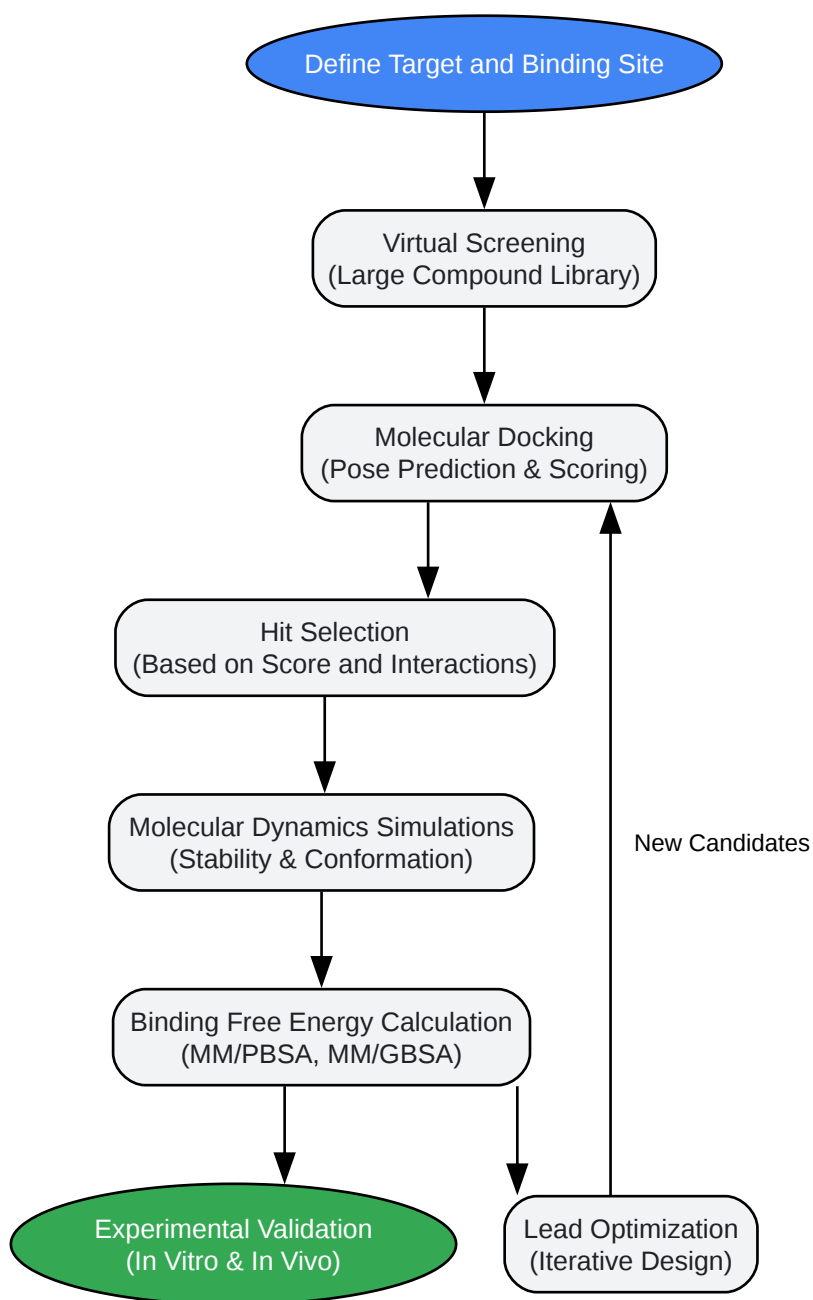 Define Target and Binding Site
Virtual Screening
(Large Compound Library)
Molecular Docking
(Pose Prediction & Scoring)
Hit Selection
(Based on Score and Interactions)
Molecular Dynamics Simulations
(Stability & Conformation)
New Candidates
Binding Free Energy Calculation
(MM/PBSA, MM/GBSA)
Experimental Validation
(In Vitro & In Vivo)
Lead Optimization
(Iterative Design)